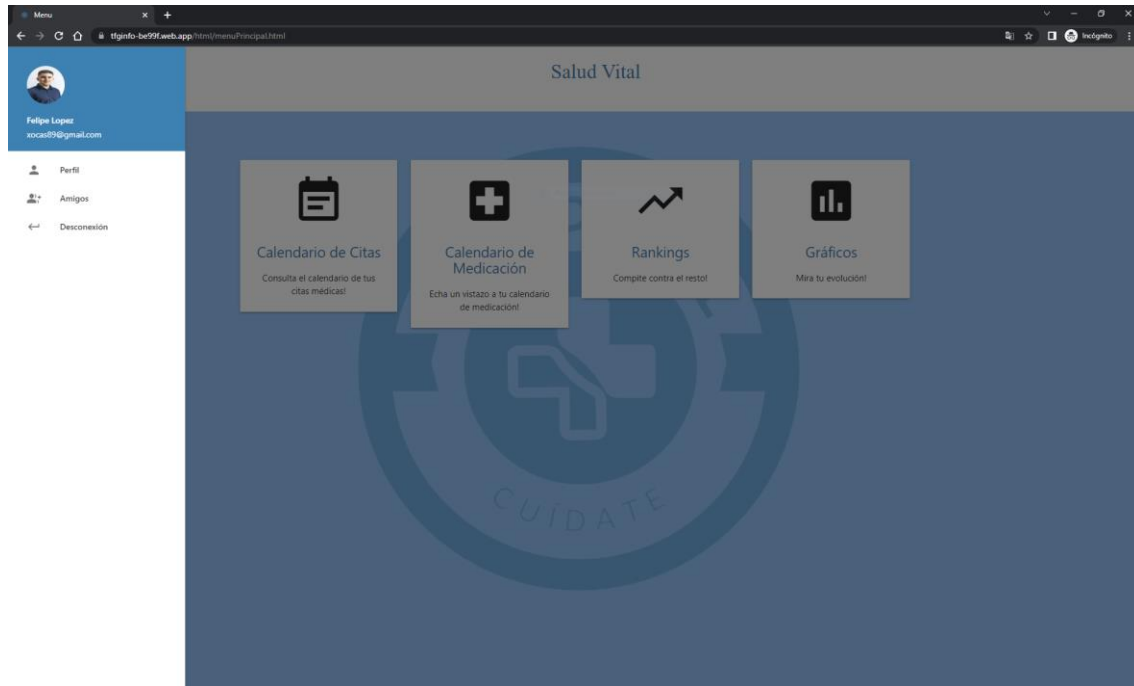 Menu
tfginfo-be99f.web.app/html/menuPrincipal.html
Incógnito
Felipe Lopez
xocas89@gmail.com
Perfil
Amigos
Desconexión
Salud Vital
Calendario de Citas
Consulta el calendario de tus
citas médicas!
Calendario de
Medicación
Echa un vistazo a tu calendario
de medicación!
Rankings
Compite contra el resto!
Gráficos
Mira tu evolución!
CUÍDATE